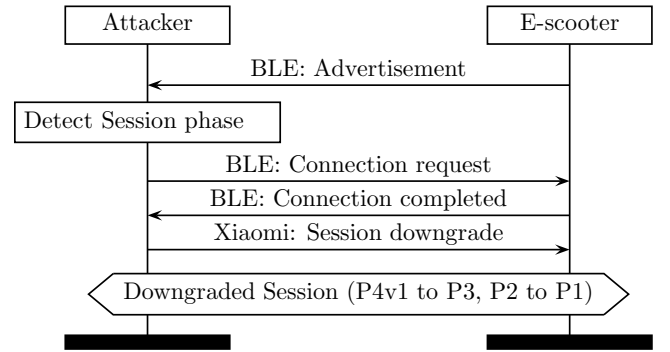 Attacker
E-scooter
BLE: Advertisement
Detect Session phase
BLE: Connection request
BLE: Connection completed
Xiaomi: Session downgrade
Downgraded Session (P4v1 to P3, P2 to P1)